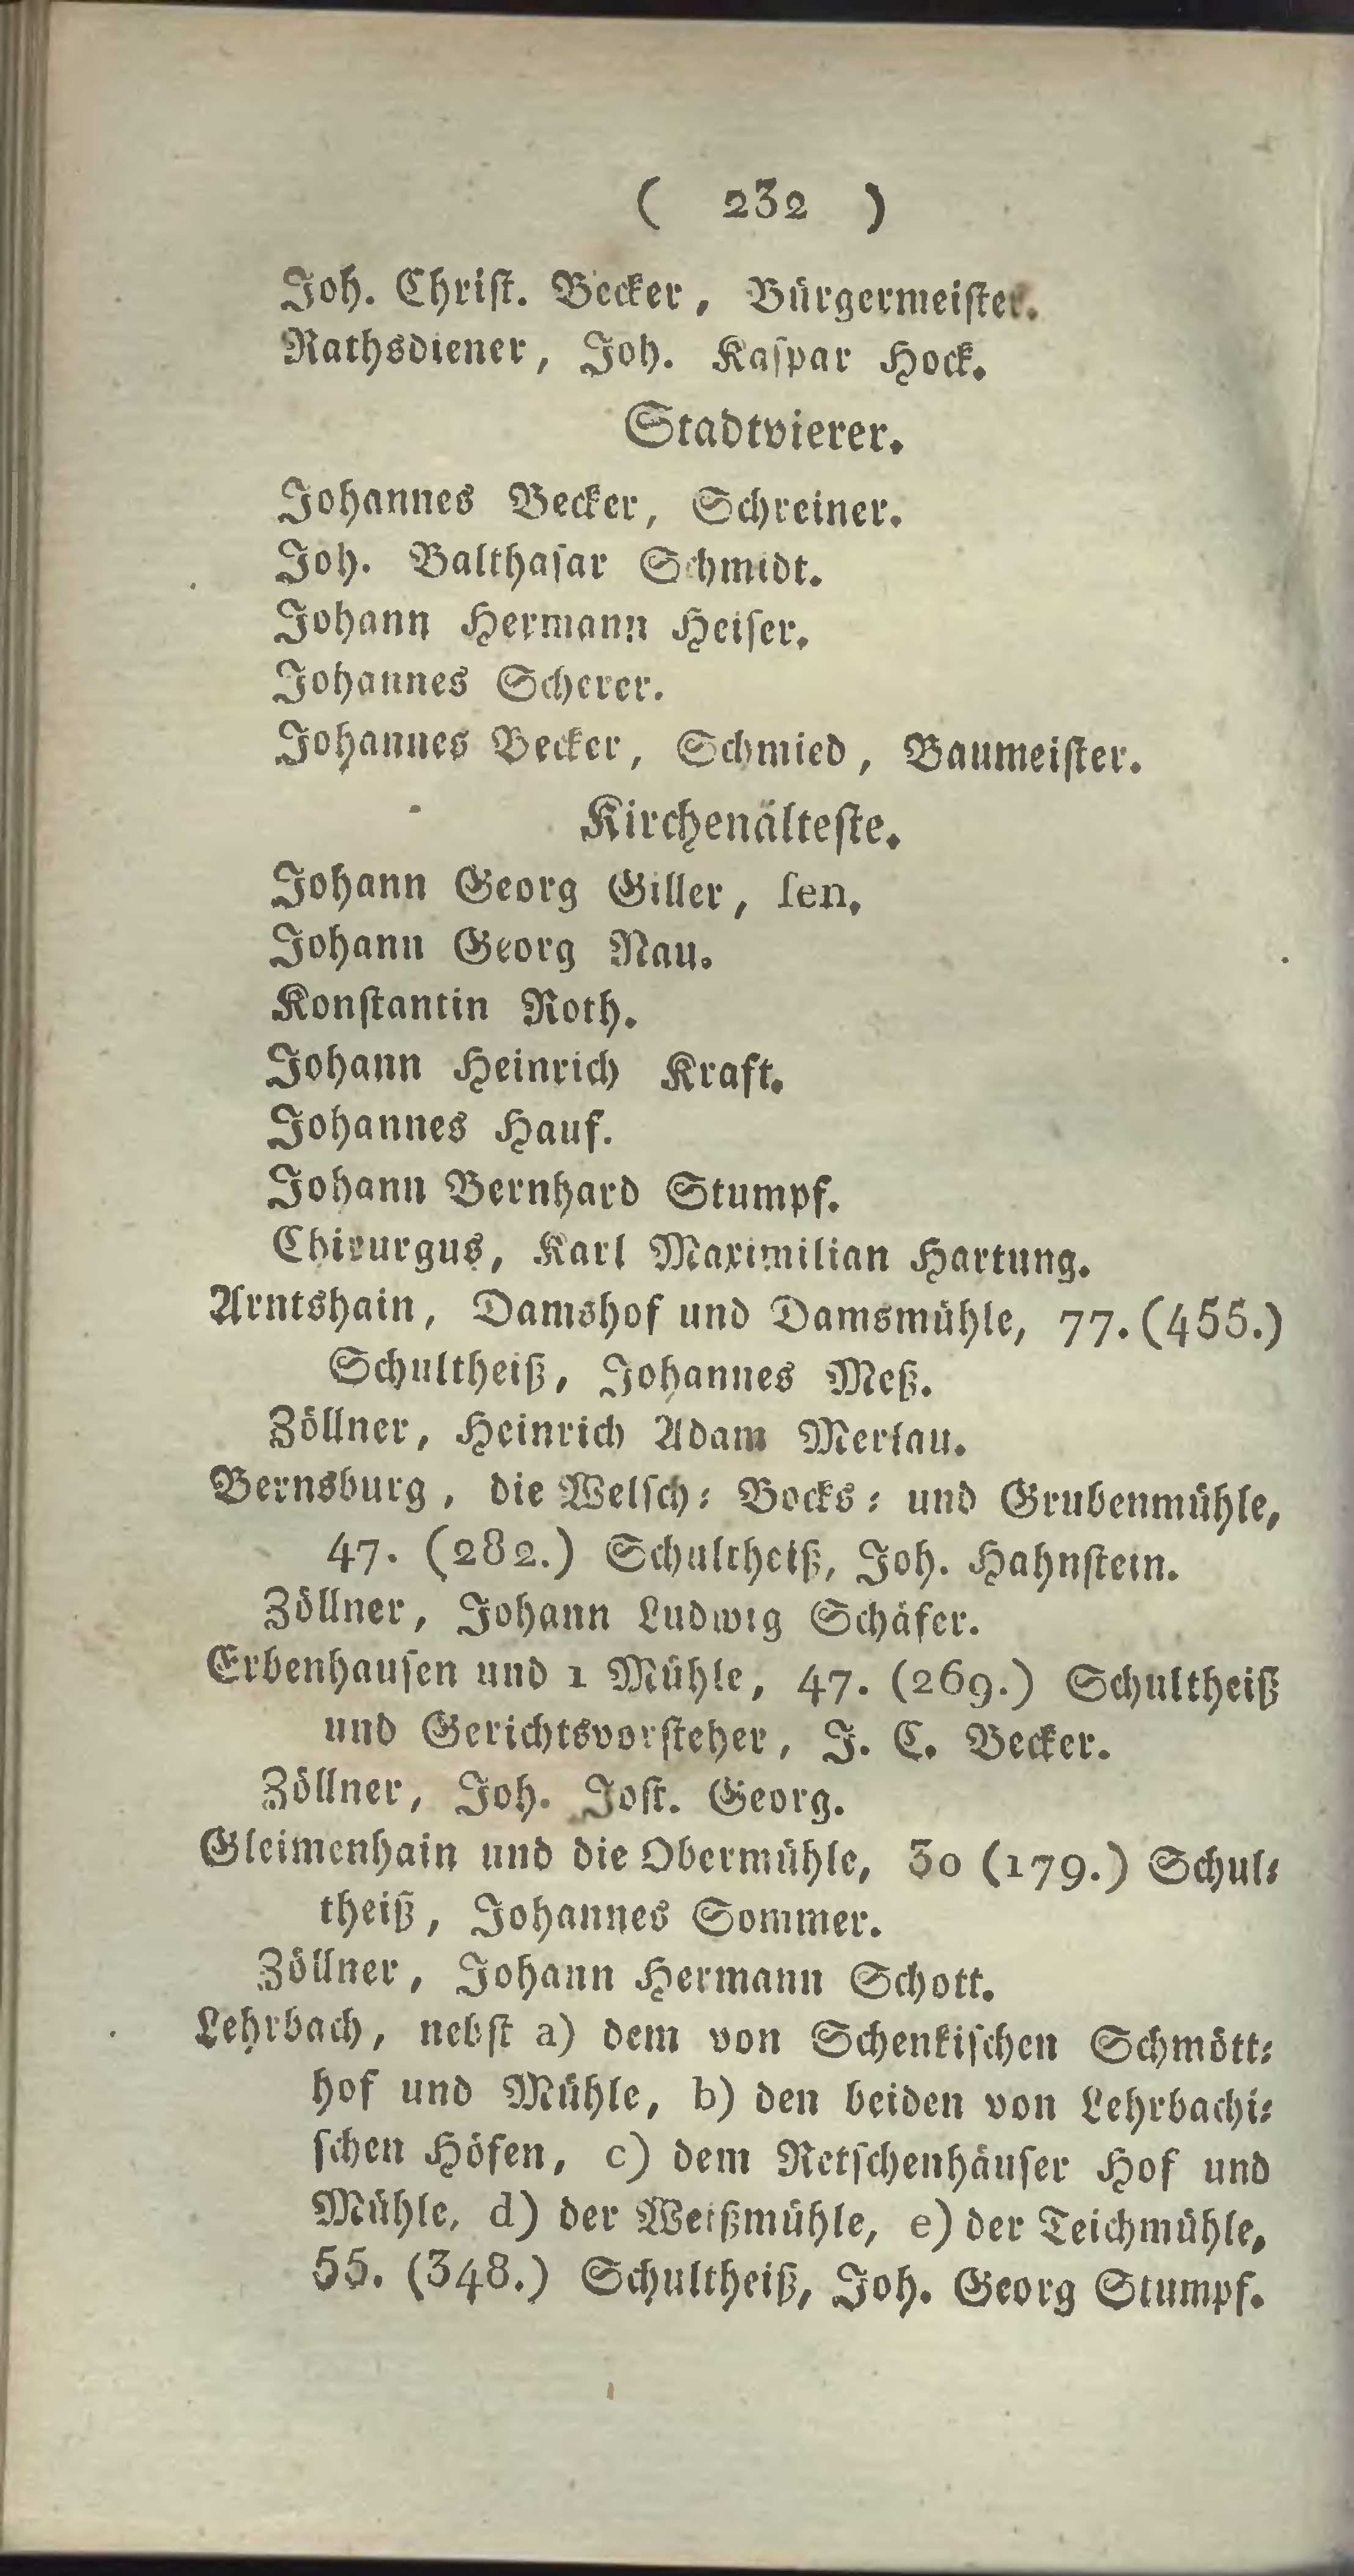 ( 232 )
Joh. Christ. Becker, Bürgermeister.
Rathsdiener, Joh. Kaspar Hock.
Stadtvierer.
Johannes Becker, Schreiner.
Joh. Balthasar Schmidt.
Johann Hermann Heiser.
Johannes Scherer.
Johannes Becker, Schmied, Baumeister.
Kirchenälteste.
Johann Georg Giller, sen.
Johann Georg Nau.
Konstantin Roth.
Johann Heinrich Kraft.
Johannes Hauf.
Johann Bernhard Stumpf.
Chirurgus, Karl Maximilian Hartung.
Arntshain, Damshof und Damsmühle, 77. (455.)
Schultheiß, Johannes Meß.
Zöllner, Heinrich Adam Merlau.
Bernsburg, die Welsch⸗ Bocks⸗ und Grubenmühle,
47. (282.) Schultheiß, Joh. Hahnstein.
Zöllner, Johann Ludwig Schäfer.
Erbenhausen und 1 Mühle, 47. (269.) Schultheiß
und Gerichtsvorsteher, J. C. Becker.
Zöllner, Joh. Jost. Georg.
Gleimenhain und die Obermühle, 30 (179.) Schul⸗
theiß, Johannes Sommer.
Zöllner, Johann Hermann Schott.
Lehrbach, nebst a) dem von Schenkischen Schmött⸗
hof und Mühle, b) den beiden von Lehrbachi⸗
schen Höfen, c) dem Retschenhäuser Hof und
Mühle, d) der Weißmühle, e) der Teichmühle,
55. (348.) Schultheiß, Joh. Georg Stumpf.